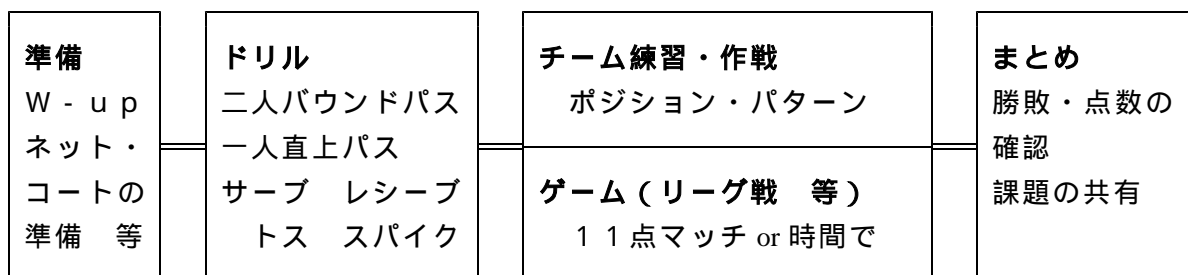 準備
W-up
ネット・
コートの
準備 等
ドリル
二人バウンドパス
一人直上パス
サーブ レシーブ
トス スパイク
チーム練習・作戦
ポジション・パターン
ゲーム（リーグ戦 等）
11点マッチ or 時間で
まとめ
勝敗・点数の
確認
課題の共有